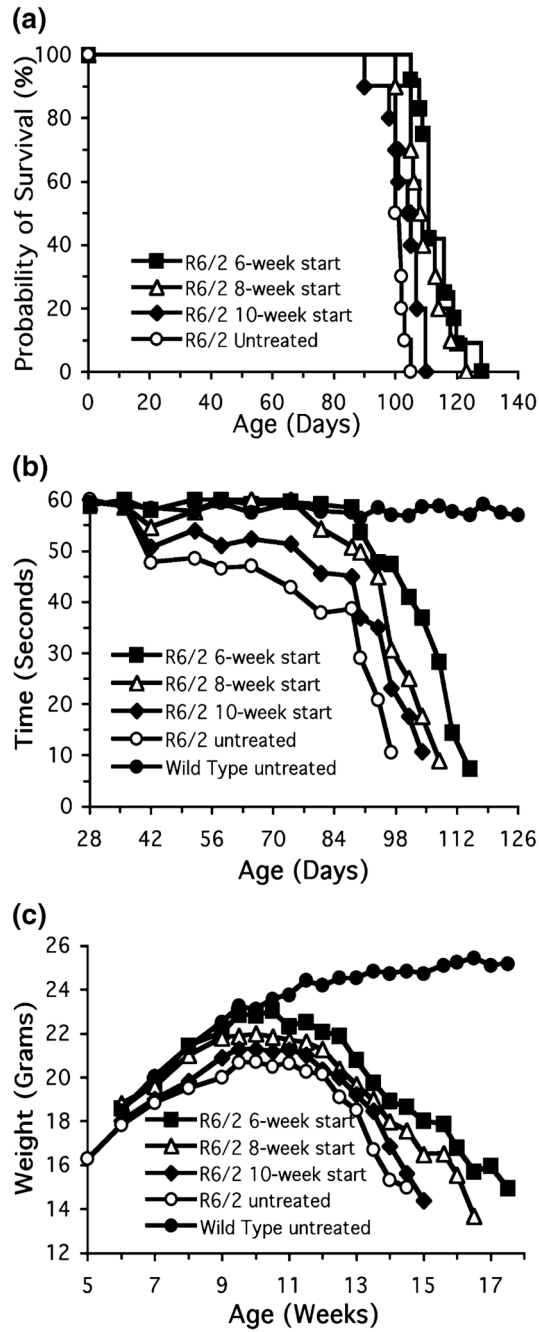 (a)
Probability of Survival (%)
100
80
60
40
20
0
R6/2 6-week start
R6/2 8-week start
R6/2 10-week start
R6/2 Untreated
0 20 40 60 80 100 120 140
Age (Days)
(b)
Time (Seconds)
60
50
40
30
20
10
0
R6/2 6-week start
R6/2 8-week start
R6/2 10-week start
R6/2 untreated
Wild Type untreated
28 42 56 70 84 98 112 126
Age (Days)
(c)
Weight (Grams)
26
24
22
20
18
16
14
12
R6/2 6-week start
R6/2 8-week start
R6/2 10-week start
R6/2 untreated
Wild Type untreated
5 7 9 11 13 15 17
Age (Weeks)